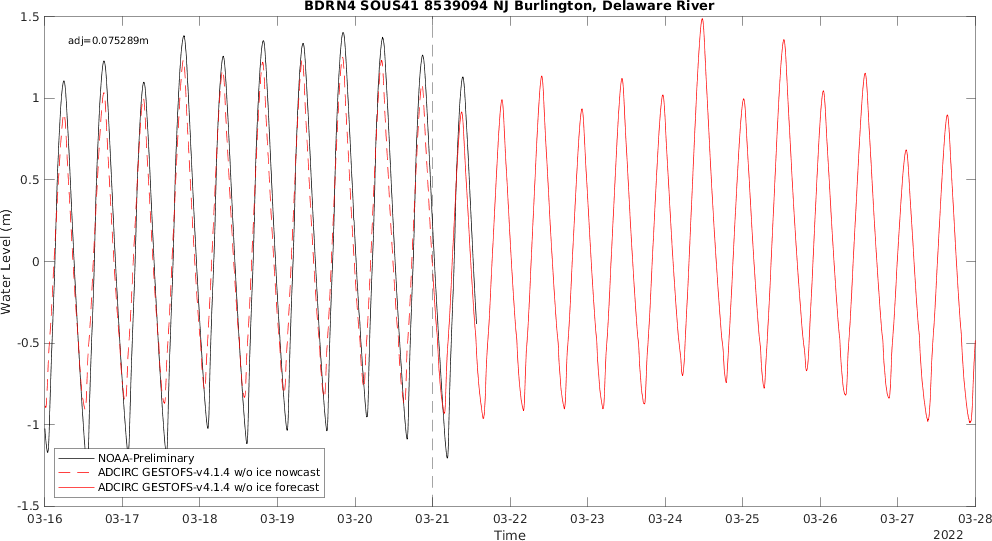 BDRN4 SOUS41 8539094 NJ Burlington, Delaware River
adj=0.075289m
1.5
1
0.5
0
-0.5
-1
-1.5
Water Level (m)
NOAA-Preliminary
ADCIRC GESTOFS-v4.1.4 w/o ice nowcast
ADCIRC GESTOFS-v4.1.4 w/o ice forecast
03-16 03-17 03-18 03-19 03-20 03-21 03-22 03-23 03-24 03-25 03-26 03-27 03-28
Time
2022